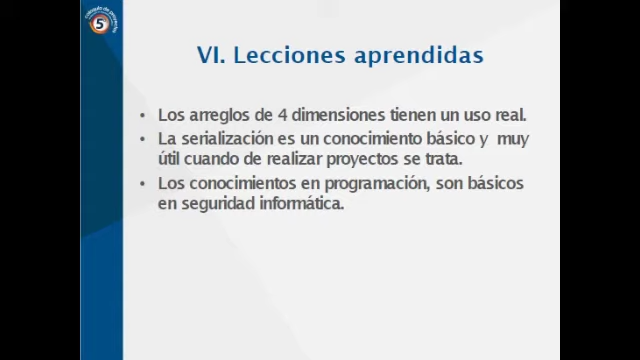 5
VI. Lecciones aprendidas
• Los arreglos de 4 dimensiones tienen un uso real.
• La serialización es un conocimiento básico y muy
útil cuando de realizar proyectos se trata.
• Los conocimientos en programación, son básicos
en seguridad informática.